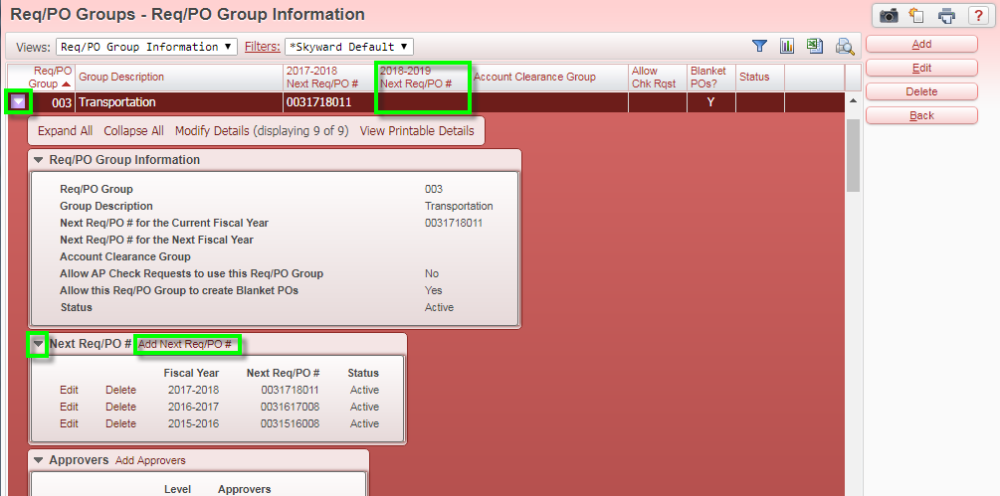 Req/PO Groups - Req/PO Group Information
?
Views: Req/PO Group Information Filters: *Skyward Default
Add
Edit
Delete
Back
Req/PO Group Group Description 2017-2018 Next Req/PO # 2018-2019 Next Req/PO # Account Clearance Group Allow Chk Rqst Blanket POs? Status
003 Transportation 0031718011 Y
Expand All Collapse All Modify Details (displaying 9 of 9) View Printable Details
Req/PO Group Information
Req/PO Group 003
Group Description Transportation
Next Req/PO # for the Current Fiscal Year 0031718011
Next Req/PO # for the Next Fiscal Year
Account Clearance Group
Allow AP Check Requests to use this Req/PO Group No
Allow this Req/PO Group to create Blanket POs Yes
Status Active
Next Req/PO # Add Next Req/PO #
Fiscal Year Next Req/PO # Status
Edit Delete 2017-2018 0031718011 Active
Edit Delete 2016-2017 0031617008 Active
Edit Delete 2015-2016 0031516008 Active
Approvers Add Approvers
Level Approvers